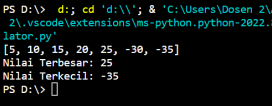 PS D:\> d:; cd 'd:\\'; & 'C:\Users\Dosen 2\
2\.vscode\extensions\ms-python.python-2022.
lator.py'
[5, 10, 15, 20, 25, -30, -35]
Nilai Terbesar: 25
Nilai Terkecil: -35
PS D:\>